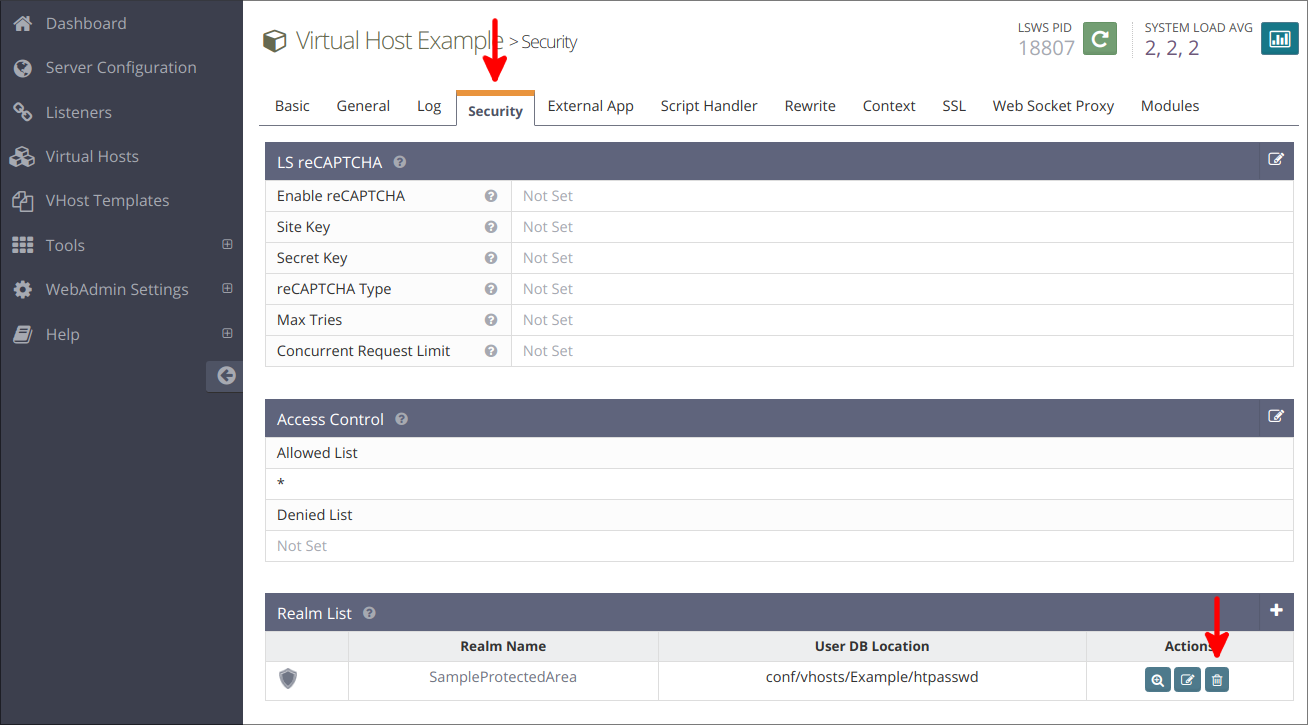 Dashboard
Server Configuration
Listeners
Virtual Hosts
VHost Templates
Tools
WebAdmin Settings
Help
Virtual Host Example > Security
LSWS PID
18807
SYSTEM LOAD AVG
2, 2, 2
Basic General Log Security External App Script Handler Rewrite Context SSL Web Socket Proxy Modules
LS reCAPTCHA
Enable reCAPTCHA Not Set
Site Key Not Set
Secret Key Not Set
reCAPTCHA Type Not Set
Max Tries Not Set
Concurrent Request Limit Not Set
Access Control
Allowed List
*
Denied List
Not Set
Realm List
Realm Name User DB Location Actions
SampleProtectedArea conf/vhosts/Example/htpasswd